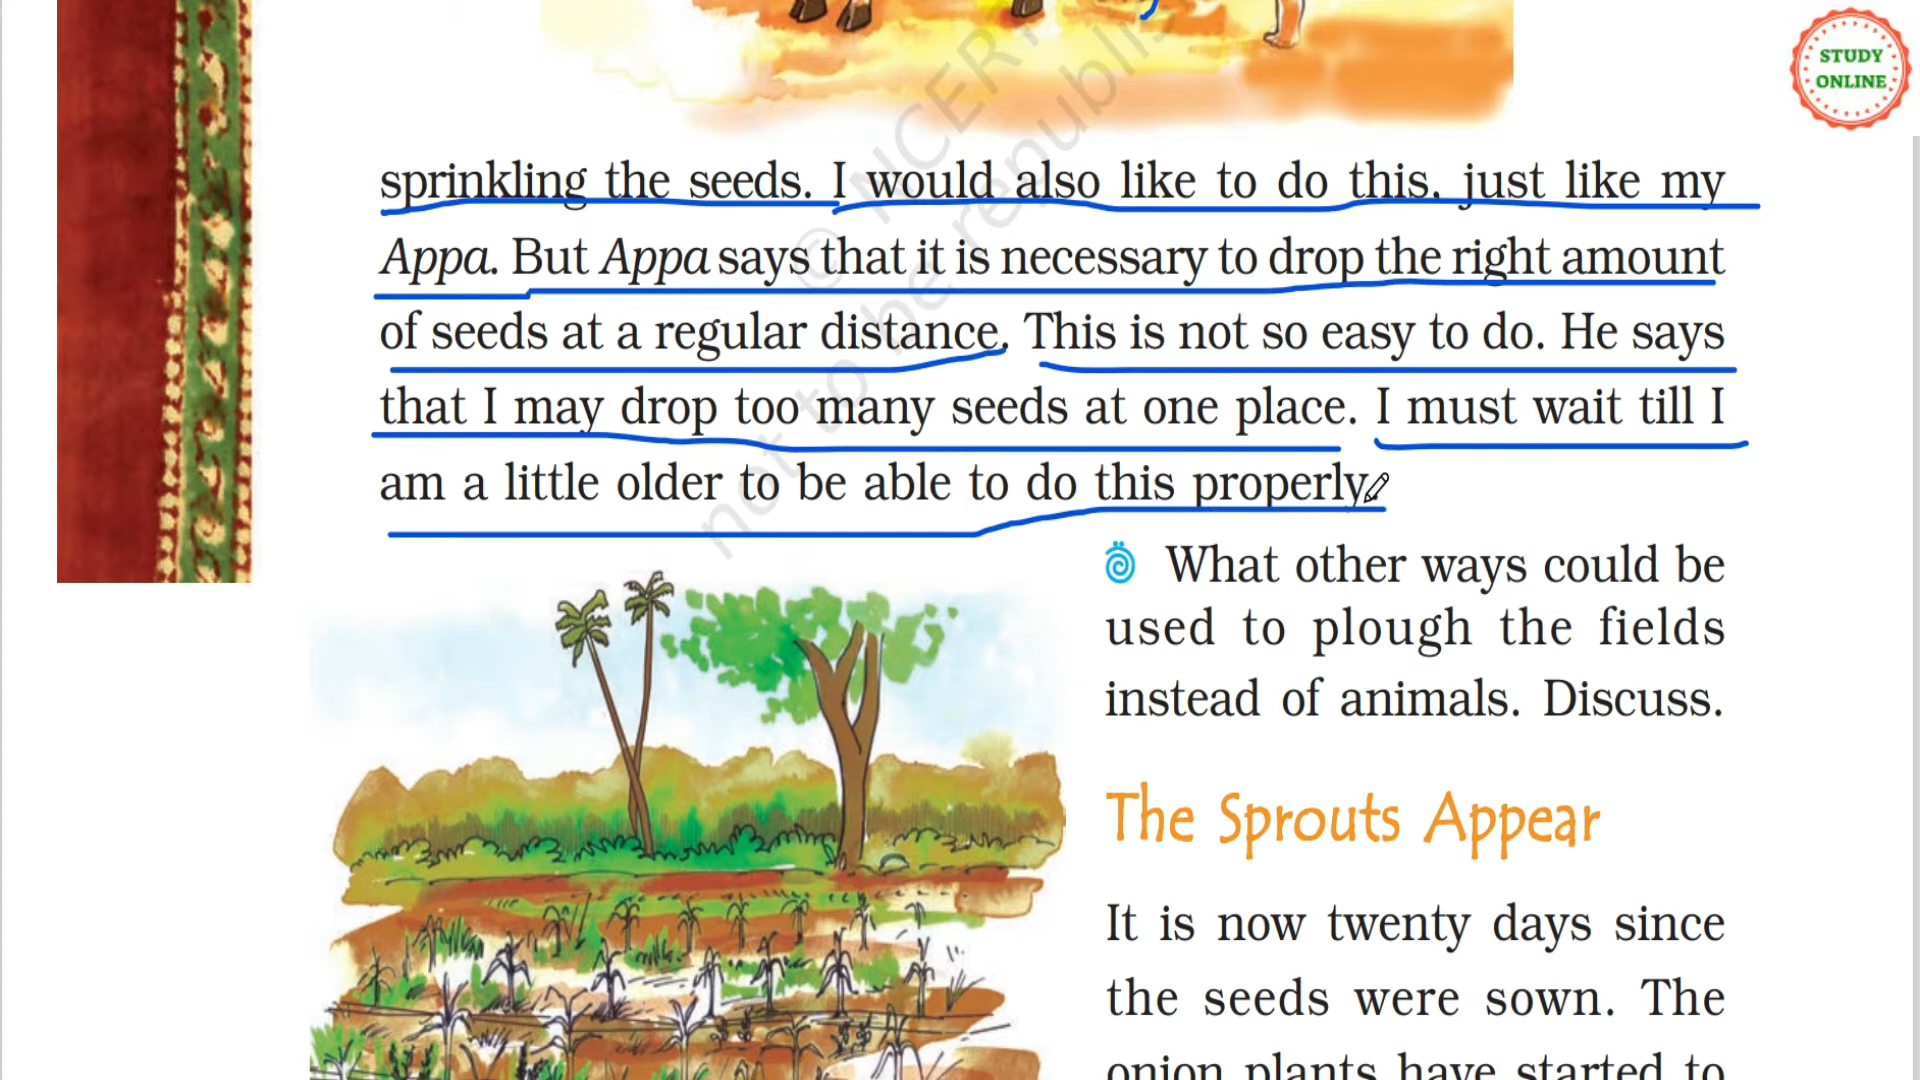 STUDY
ONLINE
sprinkling the seeds. I would also like to do this, just like my
Appa. But Appa says that it is necessary to drop the right amount
of seeds at a regular distance. This is not so easy to do. He says
that I may drop too many seeds at one place. I must wait till I
am a little older to be able to do this properly.
What other ways could be
used to plough the fields
instead of animals. Discuss.
The Sprouts Appear
It is now twenty days since
the seeds were sown. The
onion plants have started to
© NCERT
not to be republi